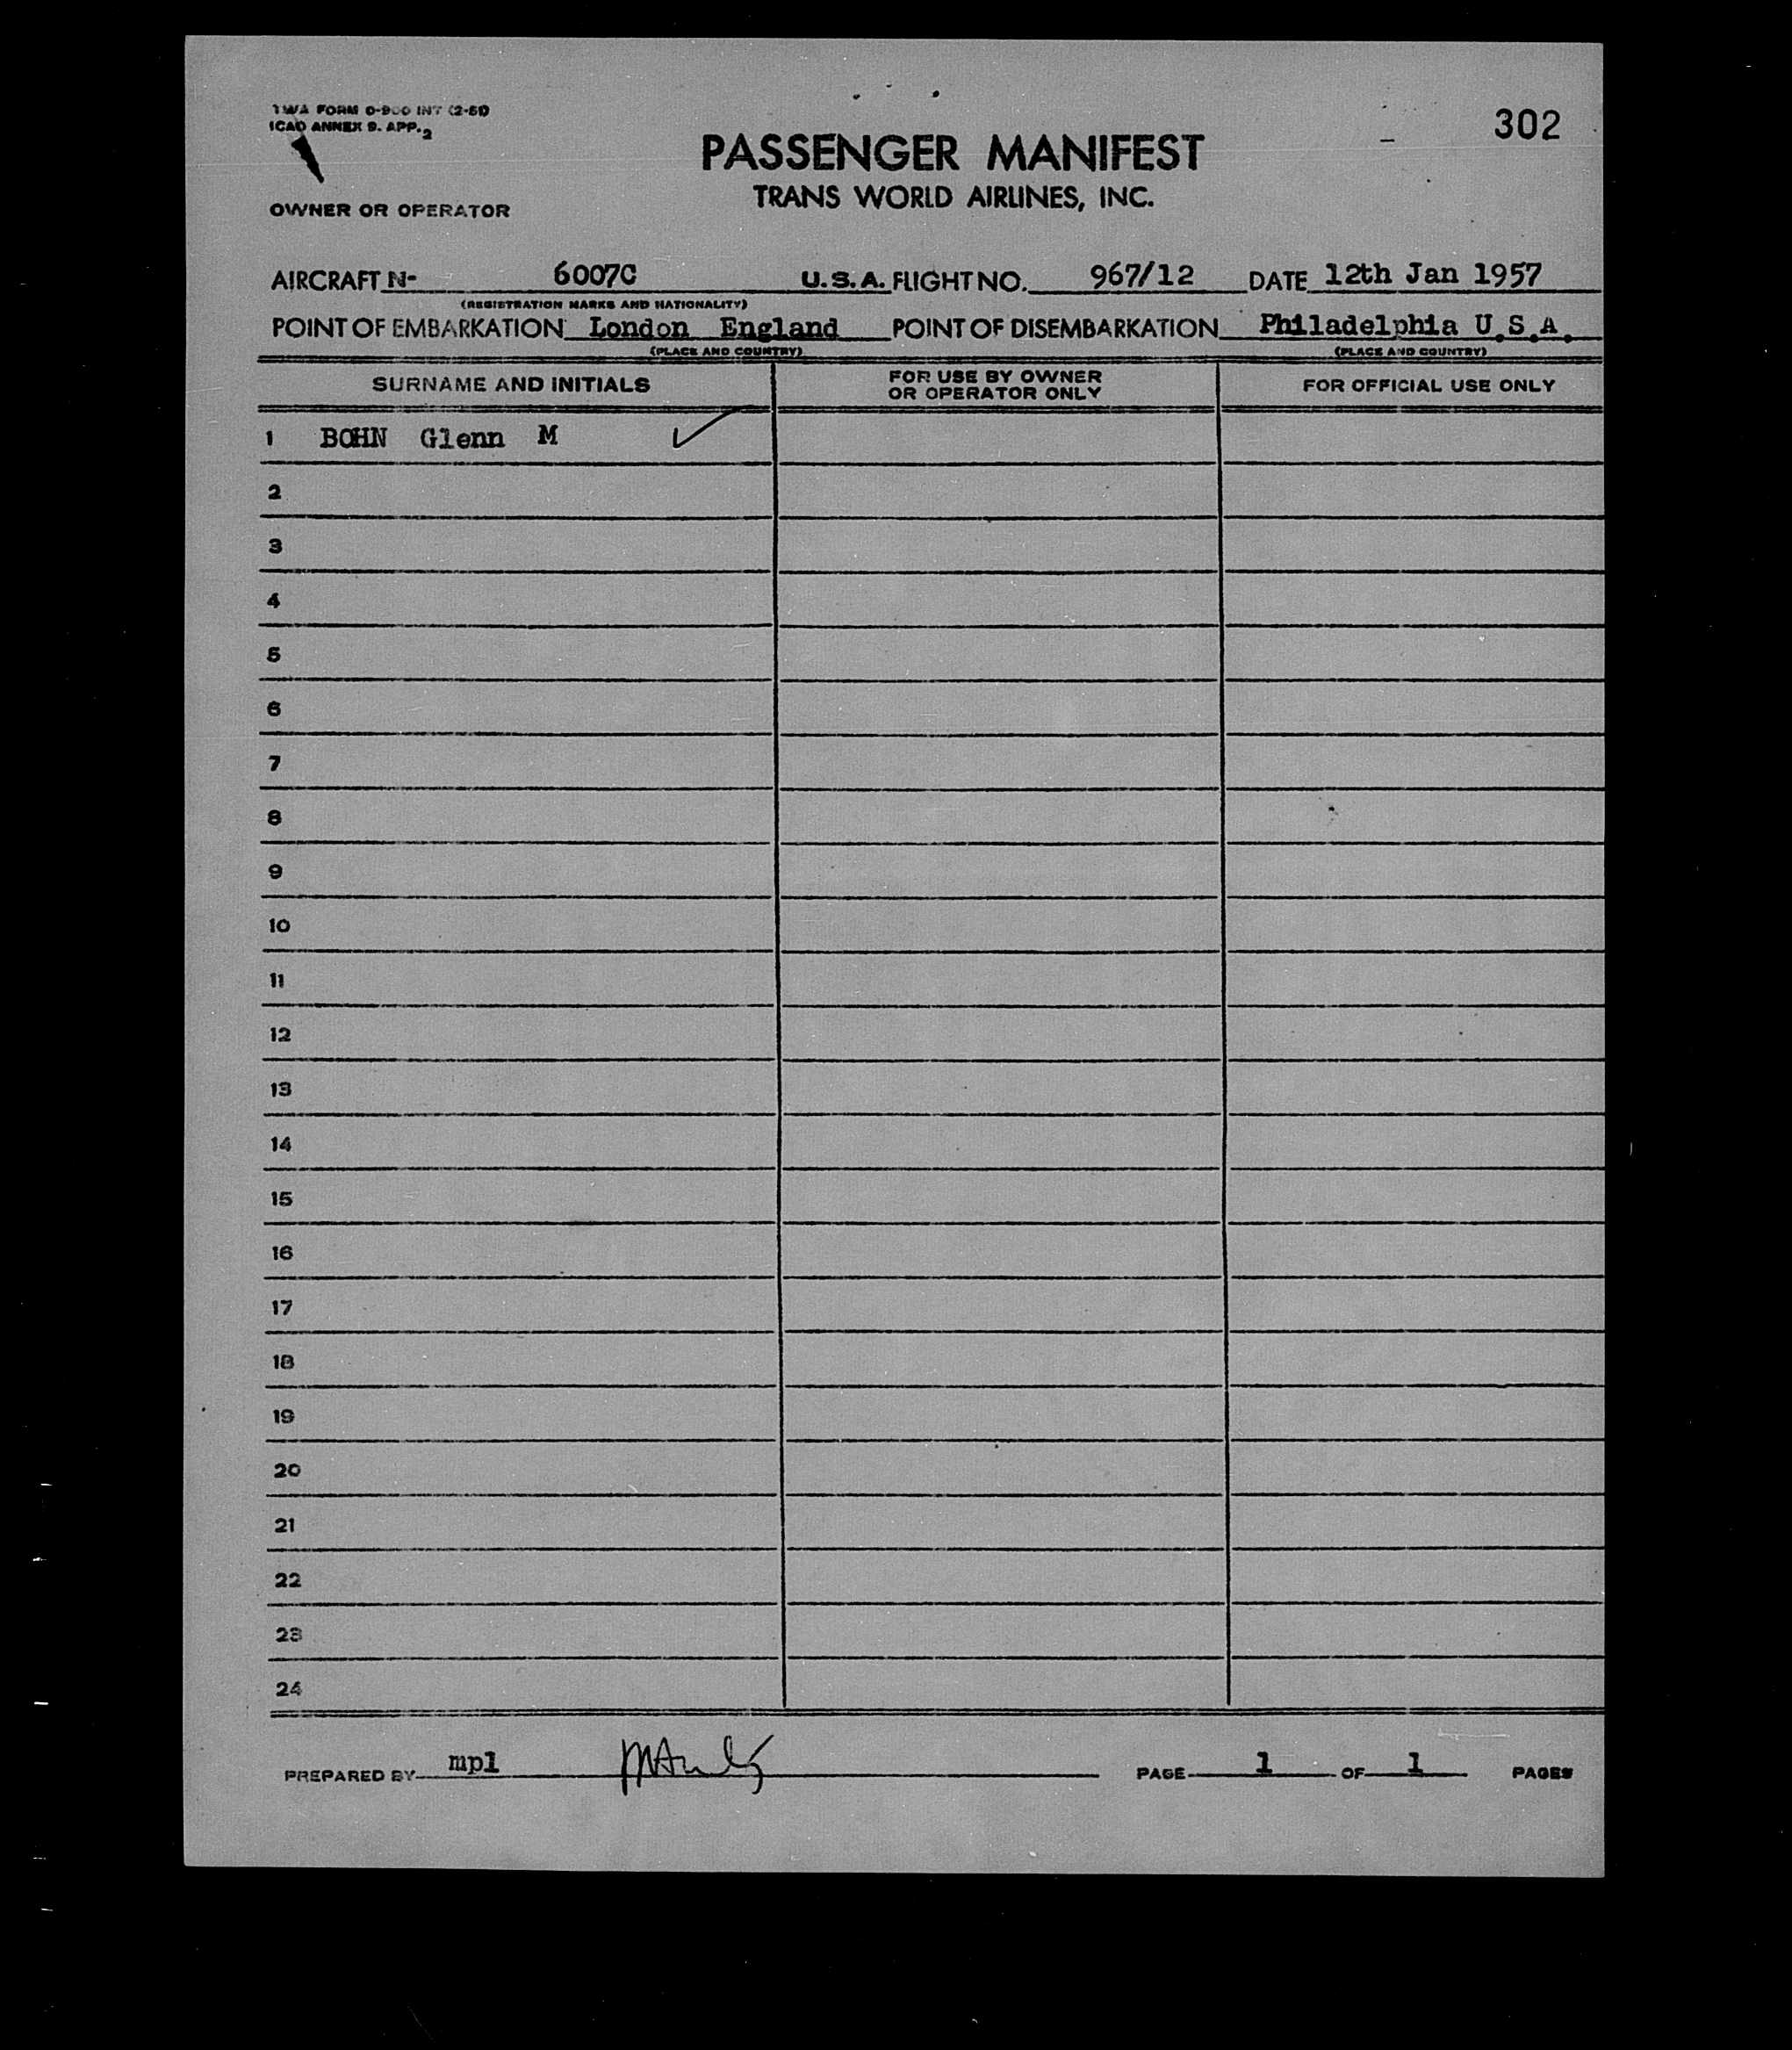 TWA FORM O-900 INT (2-51)
ICAO ANNEX 9. APP. 2
302
PASSENGER MANIFEST
TRANS WORLD AIRLINES, INC.
OWNER OR OPERATOR
AIRCRAFT N- 6007C U.S.A. FLIGHT NO. 967/12 DATE 12th Jan 1957
(REGISTRATION MARKS AND NATIONALITY)
POINT OF EMBARKATION London England POINT OF DISEMBARKATION Philadelphia U.S.A.
(PLACE AND COUNTRY) (PLACE AND COUNTRY)
SURNAME AND INITIALS FOR USE BY OWNER OR OPERATOR ONLY FOR OFFICIAL USE ONLY
1 BOHN Glenn M
2
3
4
5
6
7
8
9
10
11
12
13
14
15
16
17
18
19
20
21
22
23
24
PREPARED BY mpl PAGE 1 OF 1 PAGES